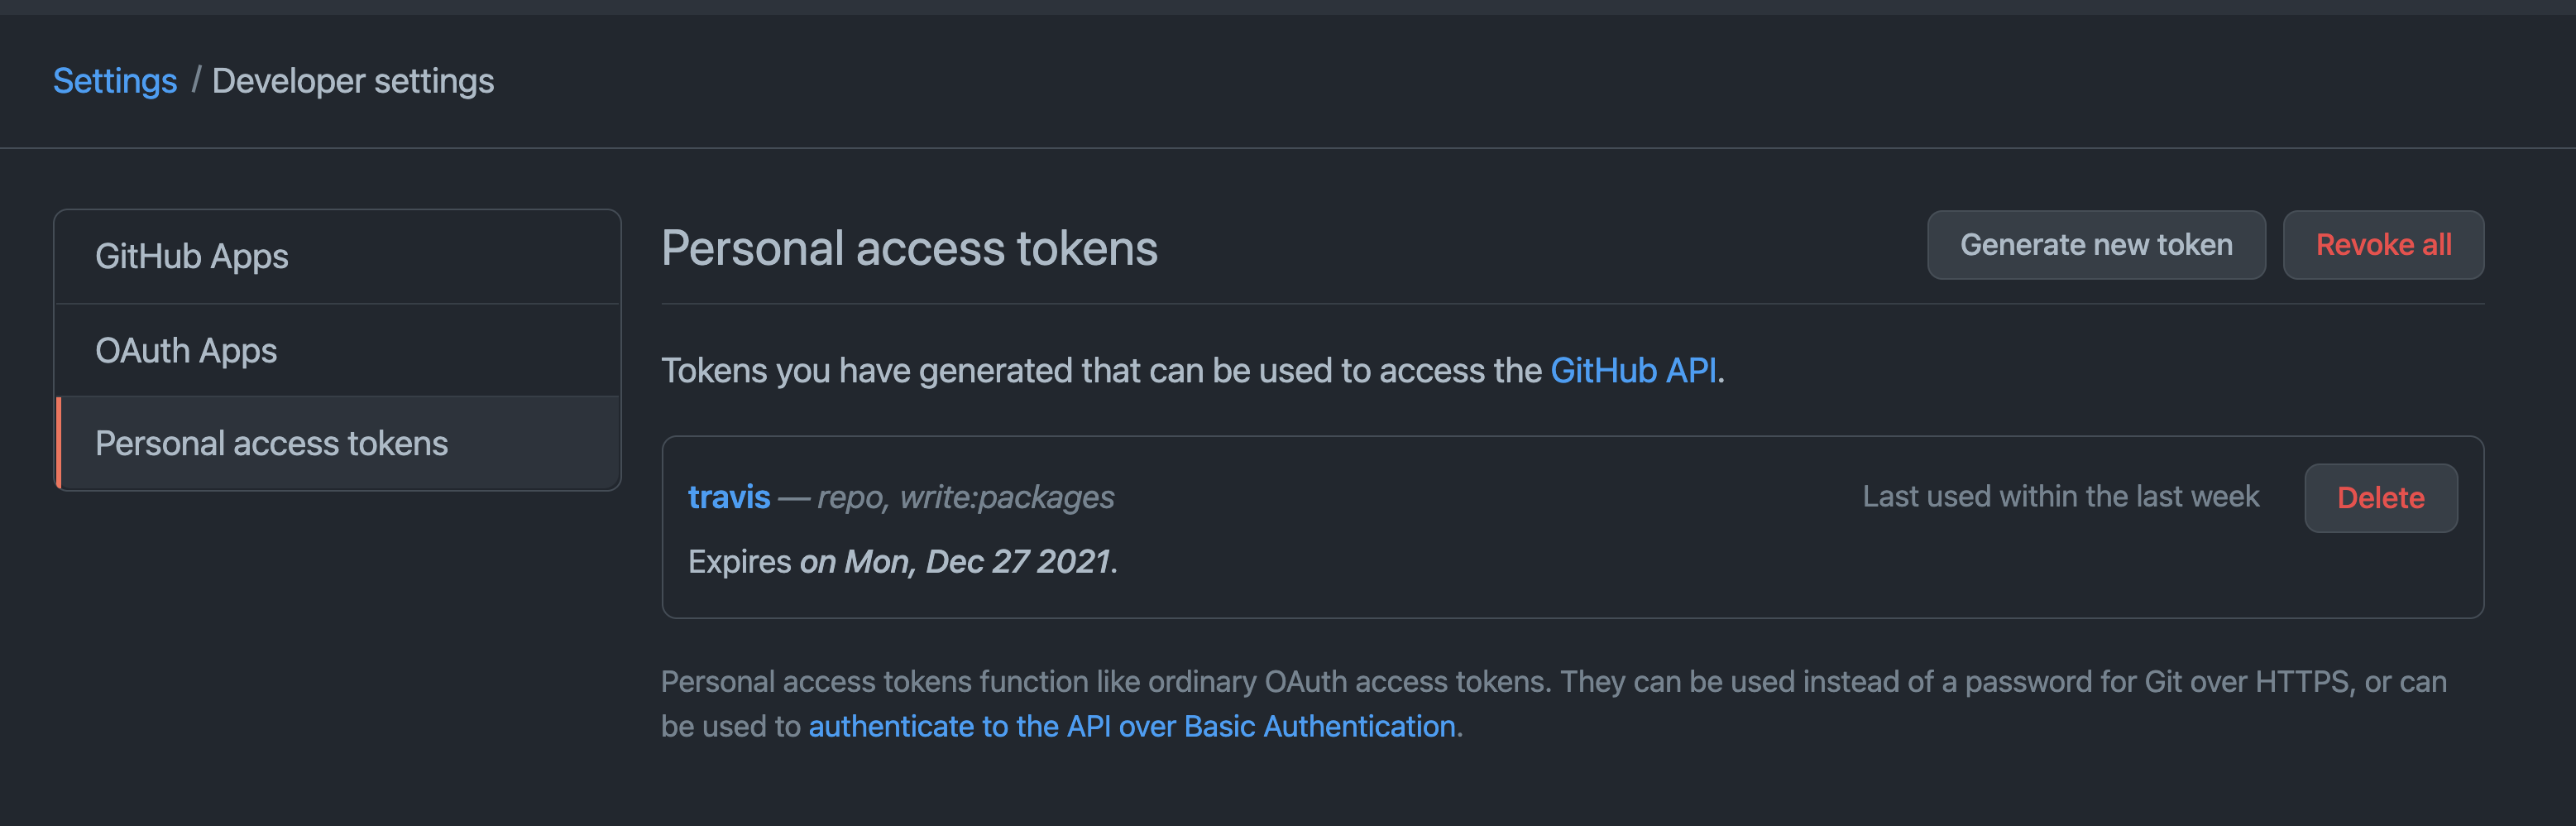 Settings / Developer settings
GitHub Apps
OAuth Apps
Personal access tokens
Personal access tokens
Generate new token
Revoke all
Tokens you have generated that can be used to access the GitHub API.
travis — repo, write:packages
Last used within the last week
Delete
Expires on Mon, Dec 27 2021.
Personal access tokens function like ordinary OAuth access tokens. They can be used instead of a password for Git over HTTPS, or can
be used to authenticate to the API over Basic Authentication.